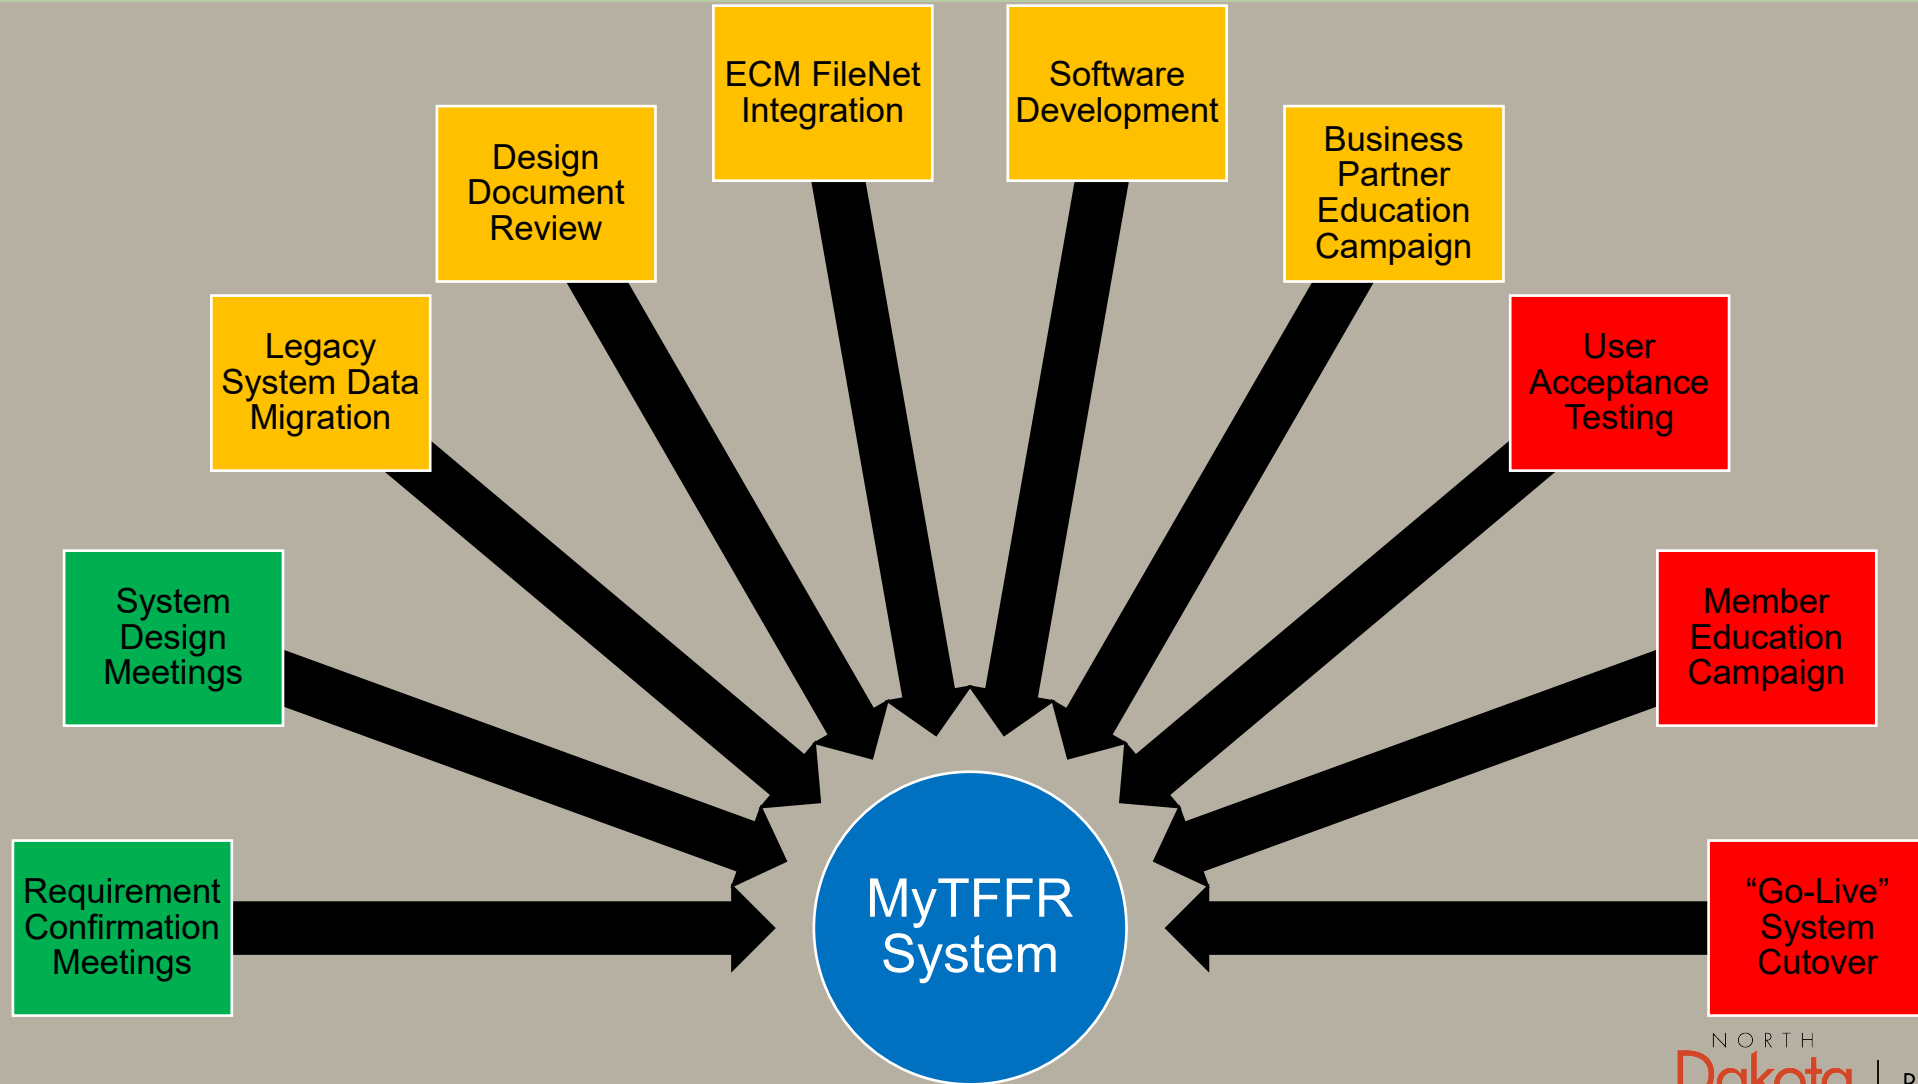 ECM FileNet
Integration
Software
Development
Design
Document
Review
Business
Partner
Education
Campaign
Legacy
System Data
Migration
User
Acceptance
Testing
System
Design
Meetings
Member
Education
Campaign
Requirement
Confirmation
Meetings
MyTFFR
System
“Go-Live”
System
Cutover
NORTH
Dakota